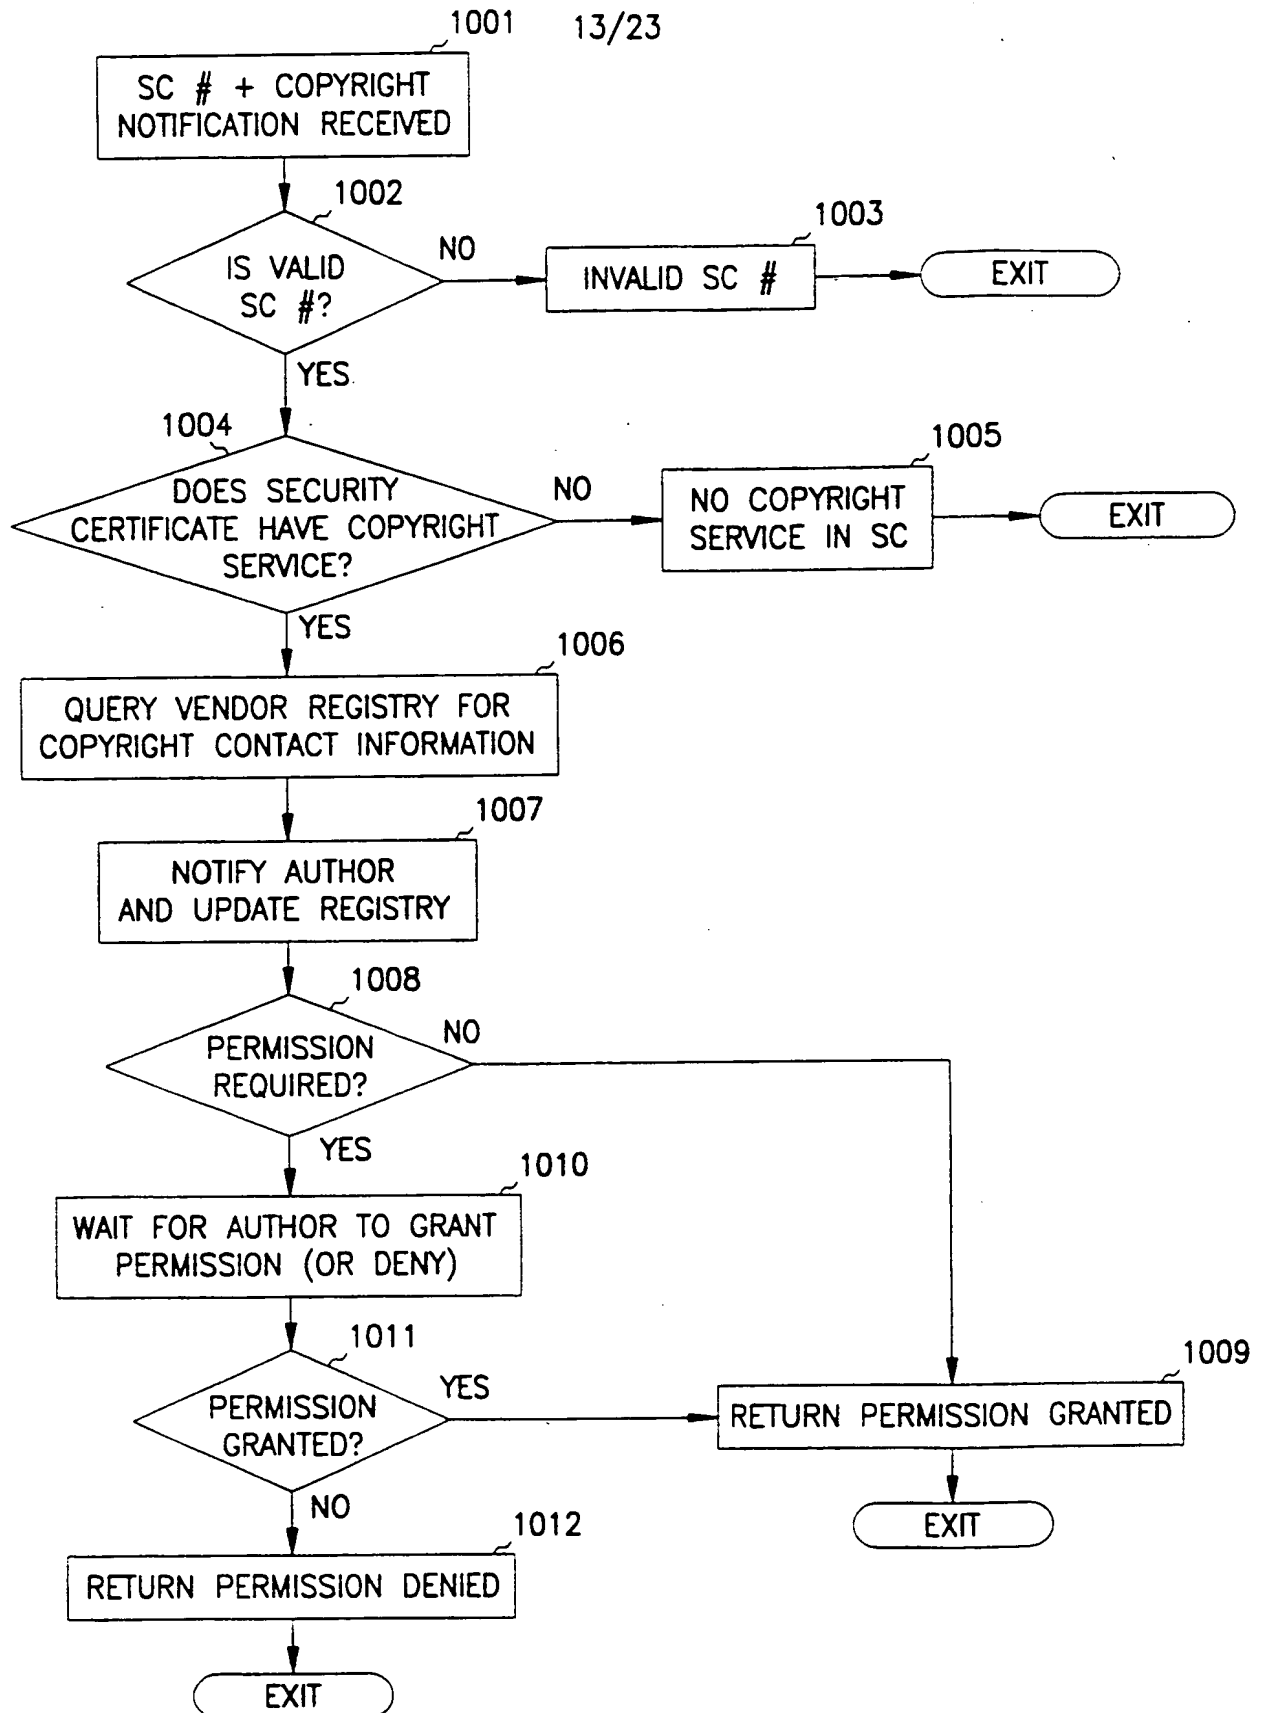 1001
13/23
SC # + COPYRIGHT
NOTIFICATION RECEIVED
1002
IS VALID
SC #?
NO
1003
INVALID SC #
EXIT
YES
1004
DOES SECURITY
CERTIFICATE HAVE COPYRIGHT
SERVICE?
NO
1005
NO COPYRIGHT
SERVICE IN SC
EXIT
YES
1006
QUERY VENDOR REGISTRY FOR
COPYRIGHT CONTACT INFORMATION
1007
NOTIFY AUTHOR
AND UPDATE REGISTRY
1008
PERMISSION
REQUIRED?
NO
YES
1010
WAIT FOR AUTHOR TO GRANT
PERMISSION (OR DENY)
1011
PERMISSION
GRANTED?
YES
1009
RETURN PERMISSION GRANTED
EXIT
NO
1012
RETURN PERMISSION DENIED
EXIT